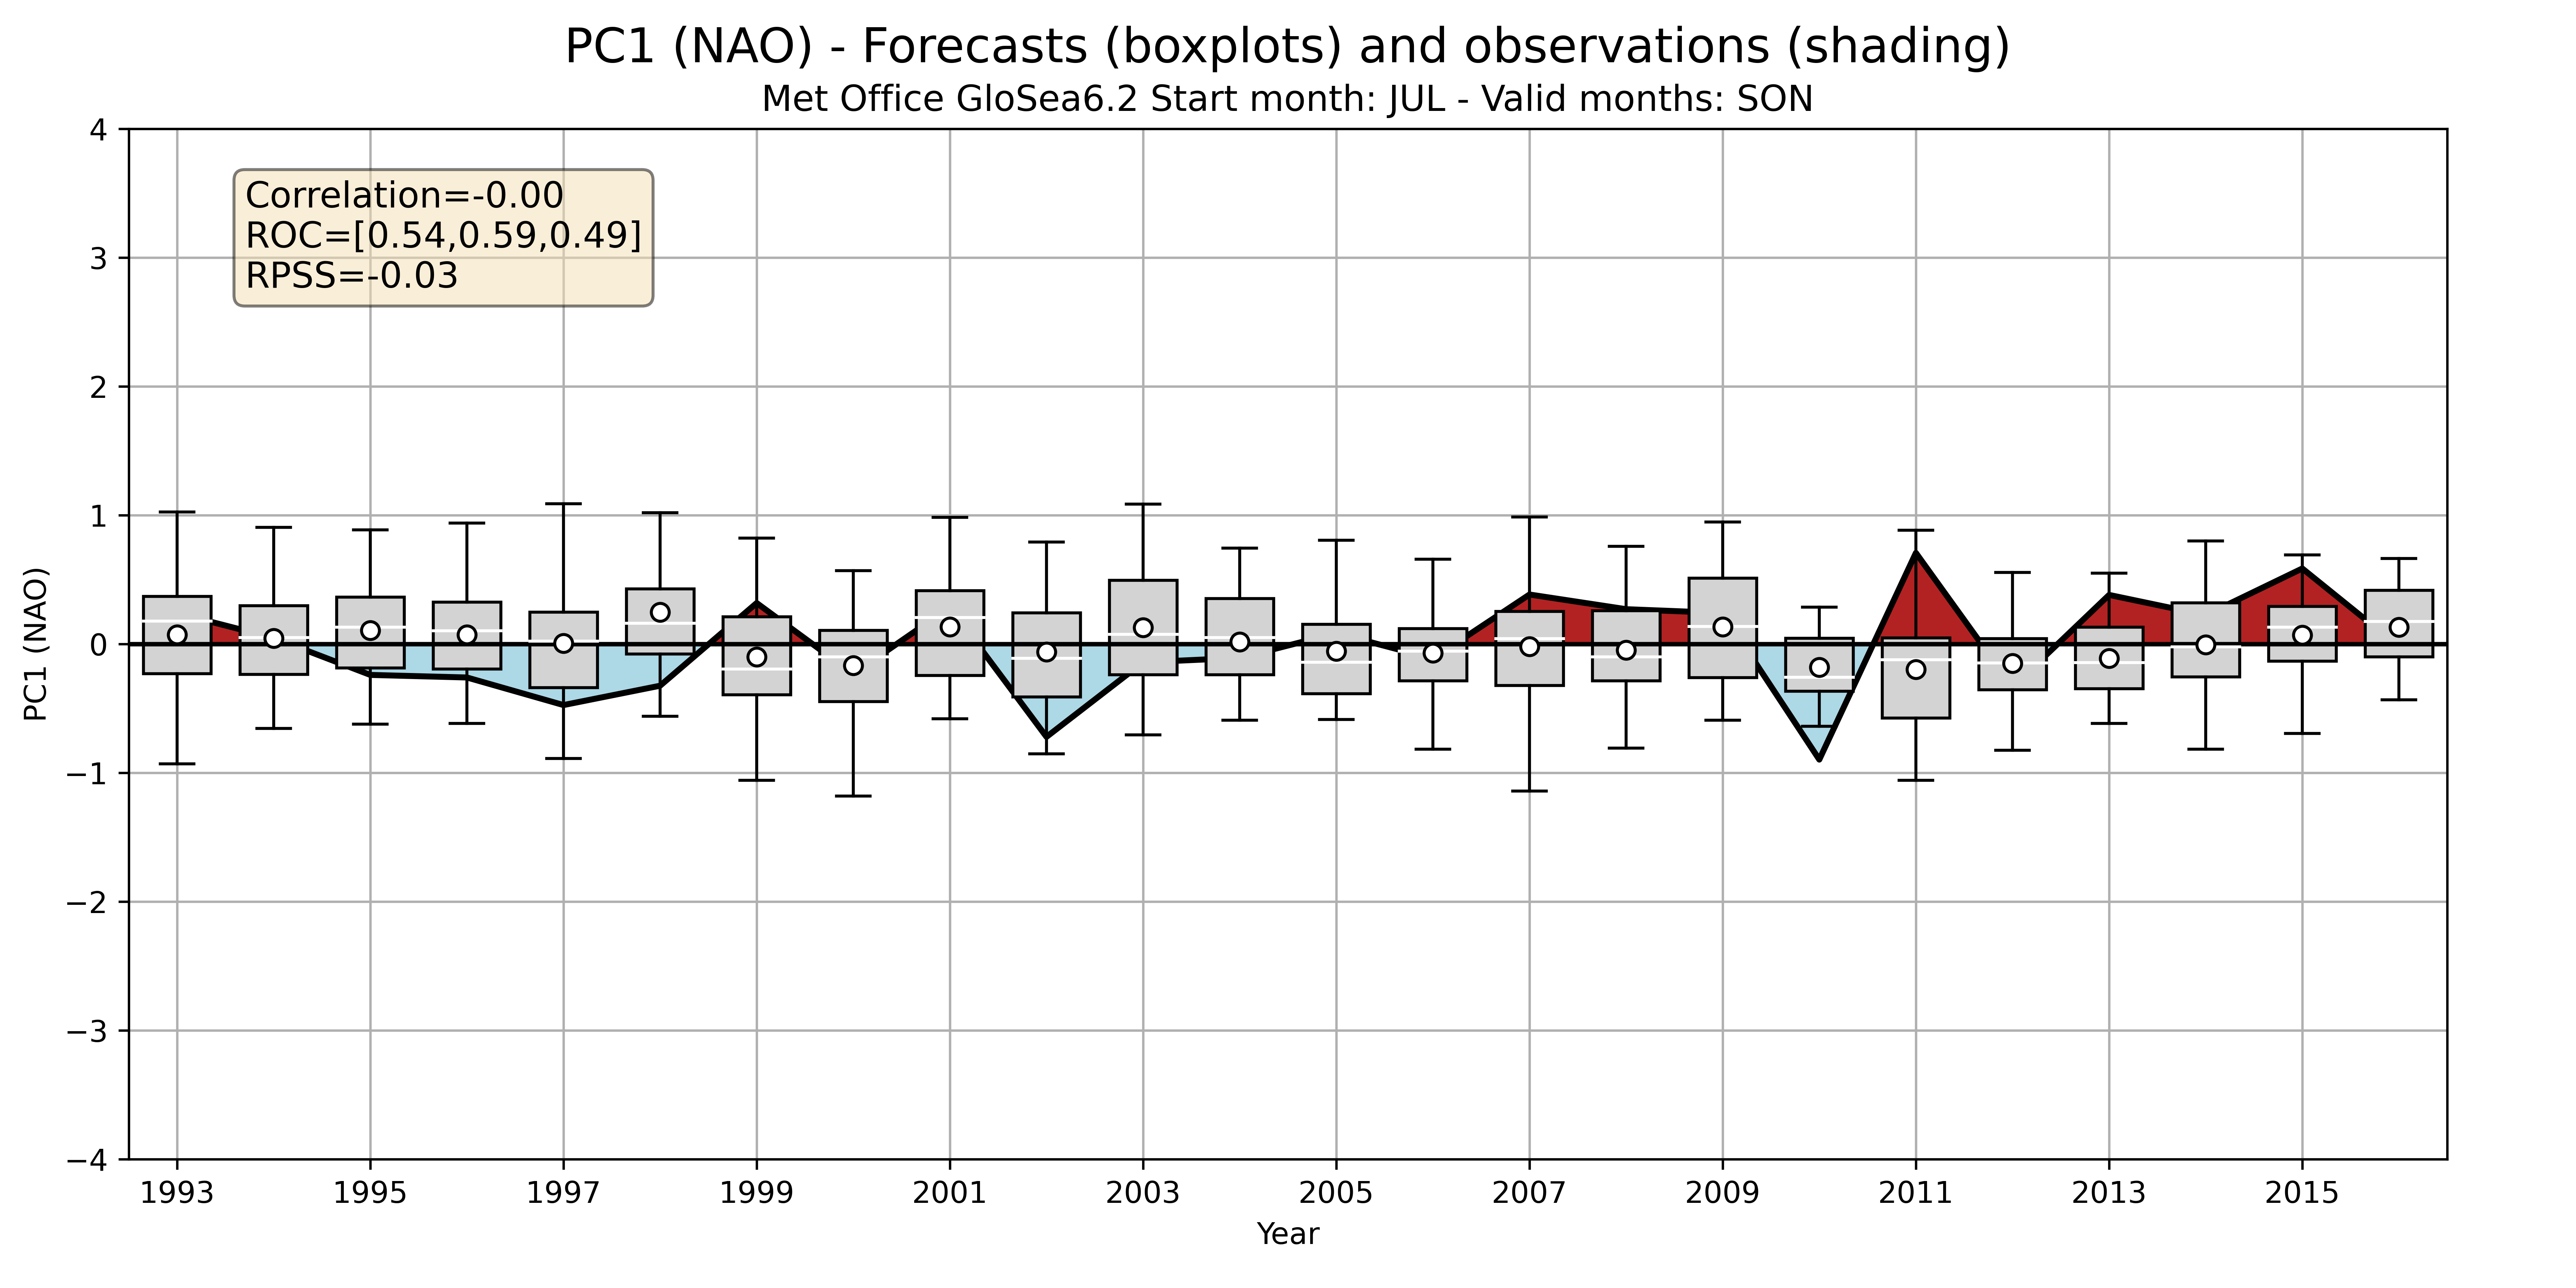 PC1 (NAO) - Forecasts (boxplots) and observations (shading)
Met Office GloSea6.2 Start month: JUL - Valid months: SON
Correlation=-0.00
ROC=[0.54,0.59,0.49]
RPSS=-0.03
PC1 (NAO)
4
3
2
1
0
−1
−2
−3
−4
1993 1995 1997 1999 2001 2003 2005 2007 2009 2011 2013 2015
Year